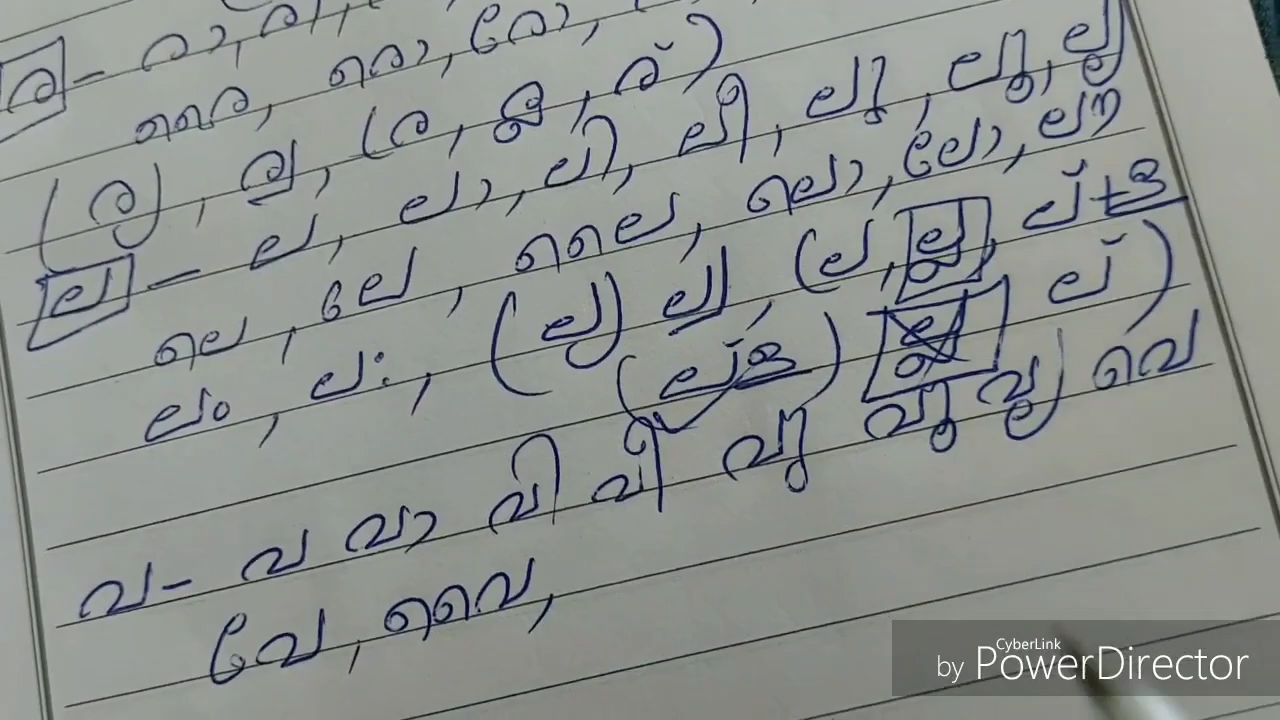 ര - രാ, രി,
രൈ, രൊ, രോ,
(ര്യ), ര്വ, (ര, ര്)
ല - ല, ലാ, ലി, ലീ, ലു, ലൂ, ലൃ
ലെ, ലേ, ലൈ, ലൊ, ലോ, ലൗ
ലം, ലഃ, (ല്യ) ല്വ, (ല, ല്ല, ല്+ള
(ല്ള) ല്)
വ - വ വാ വി വീ വു വൂ വൃ വെ
വേ, വൈ,
by CyberLink PowerDirector